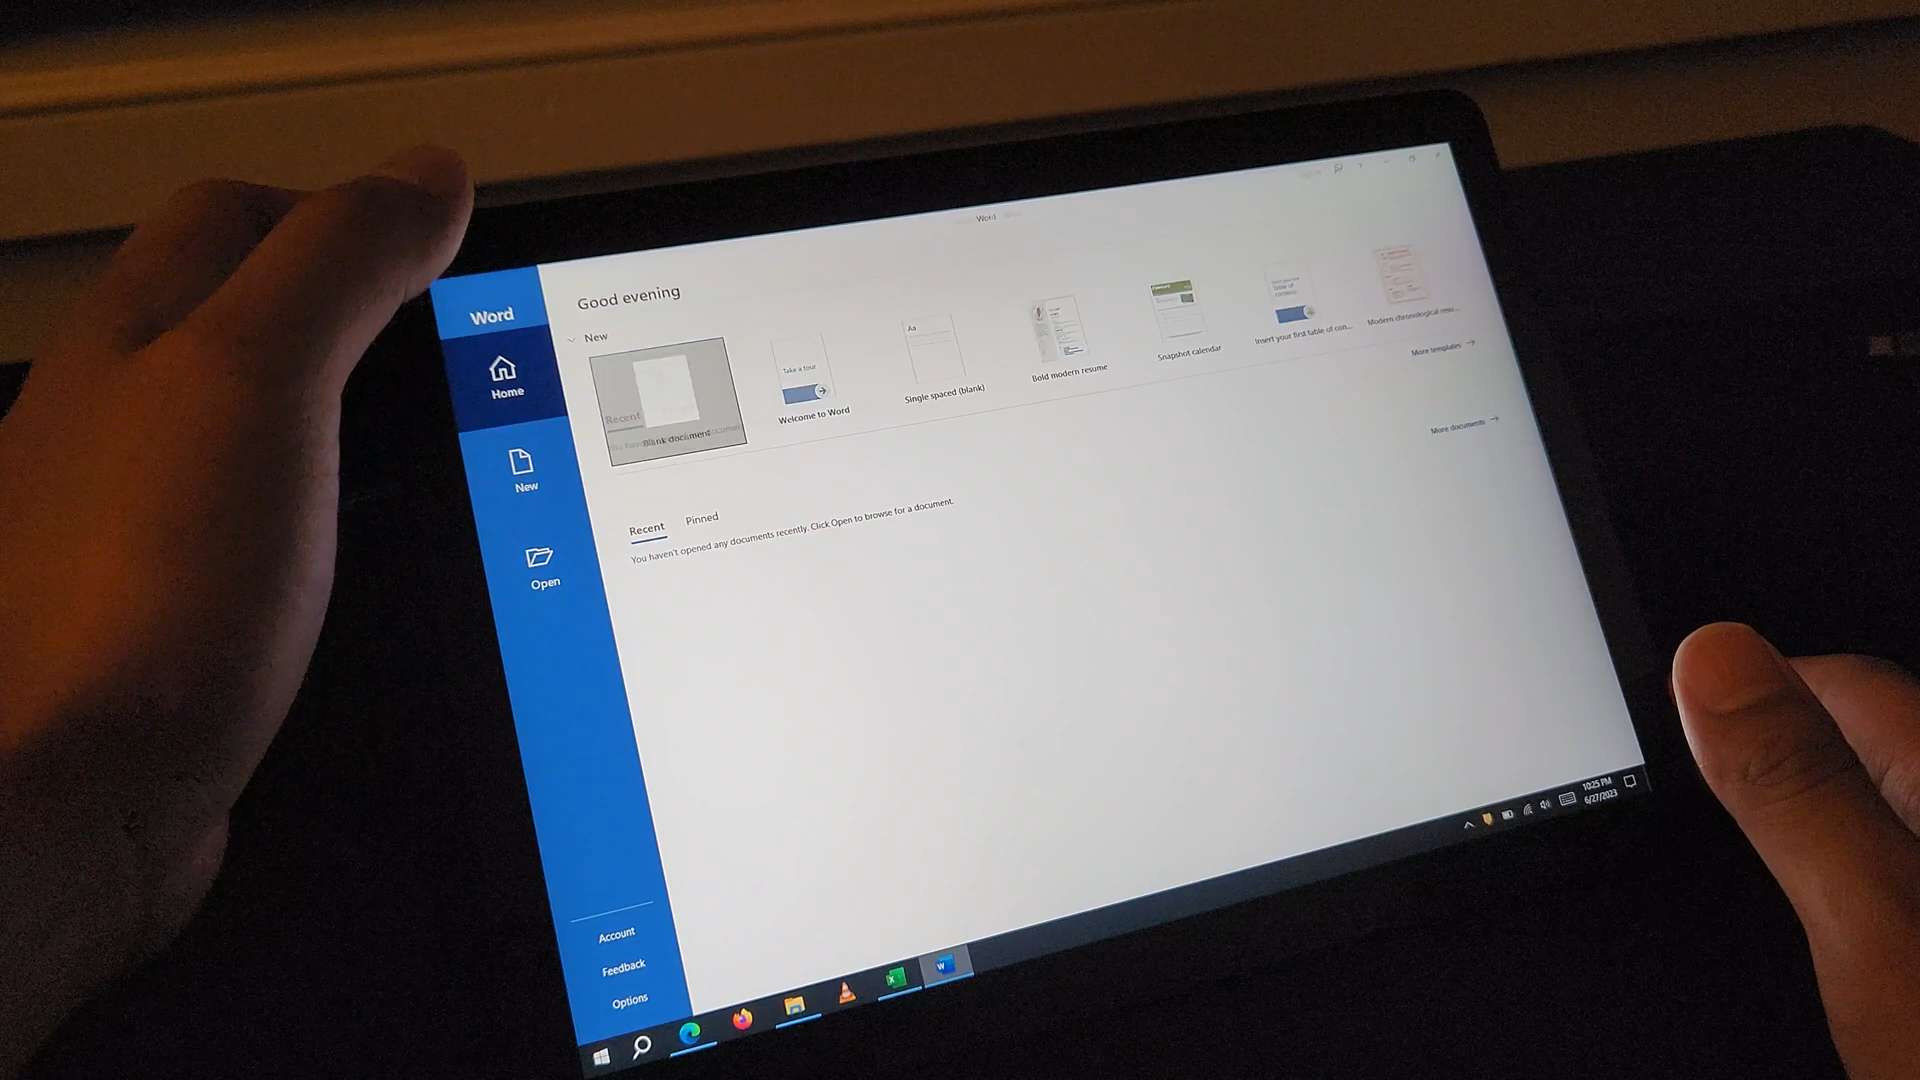 Word
Word
Good evening
New
Home
New
Open
Recent
Blank document
Take a tour
Welcome to Word
Aa
Single spaced (blank)
Bold modern resume
Snapshot calendar
Insert your first table of con...
Modern chronological resu...
More templates
More documents
Recent Pinned
You haven't opened any documents recently. Click Open to browse for a document.
Account
Feedback
Options
10:25 PM
6/27/2023